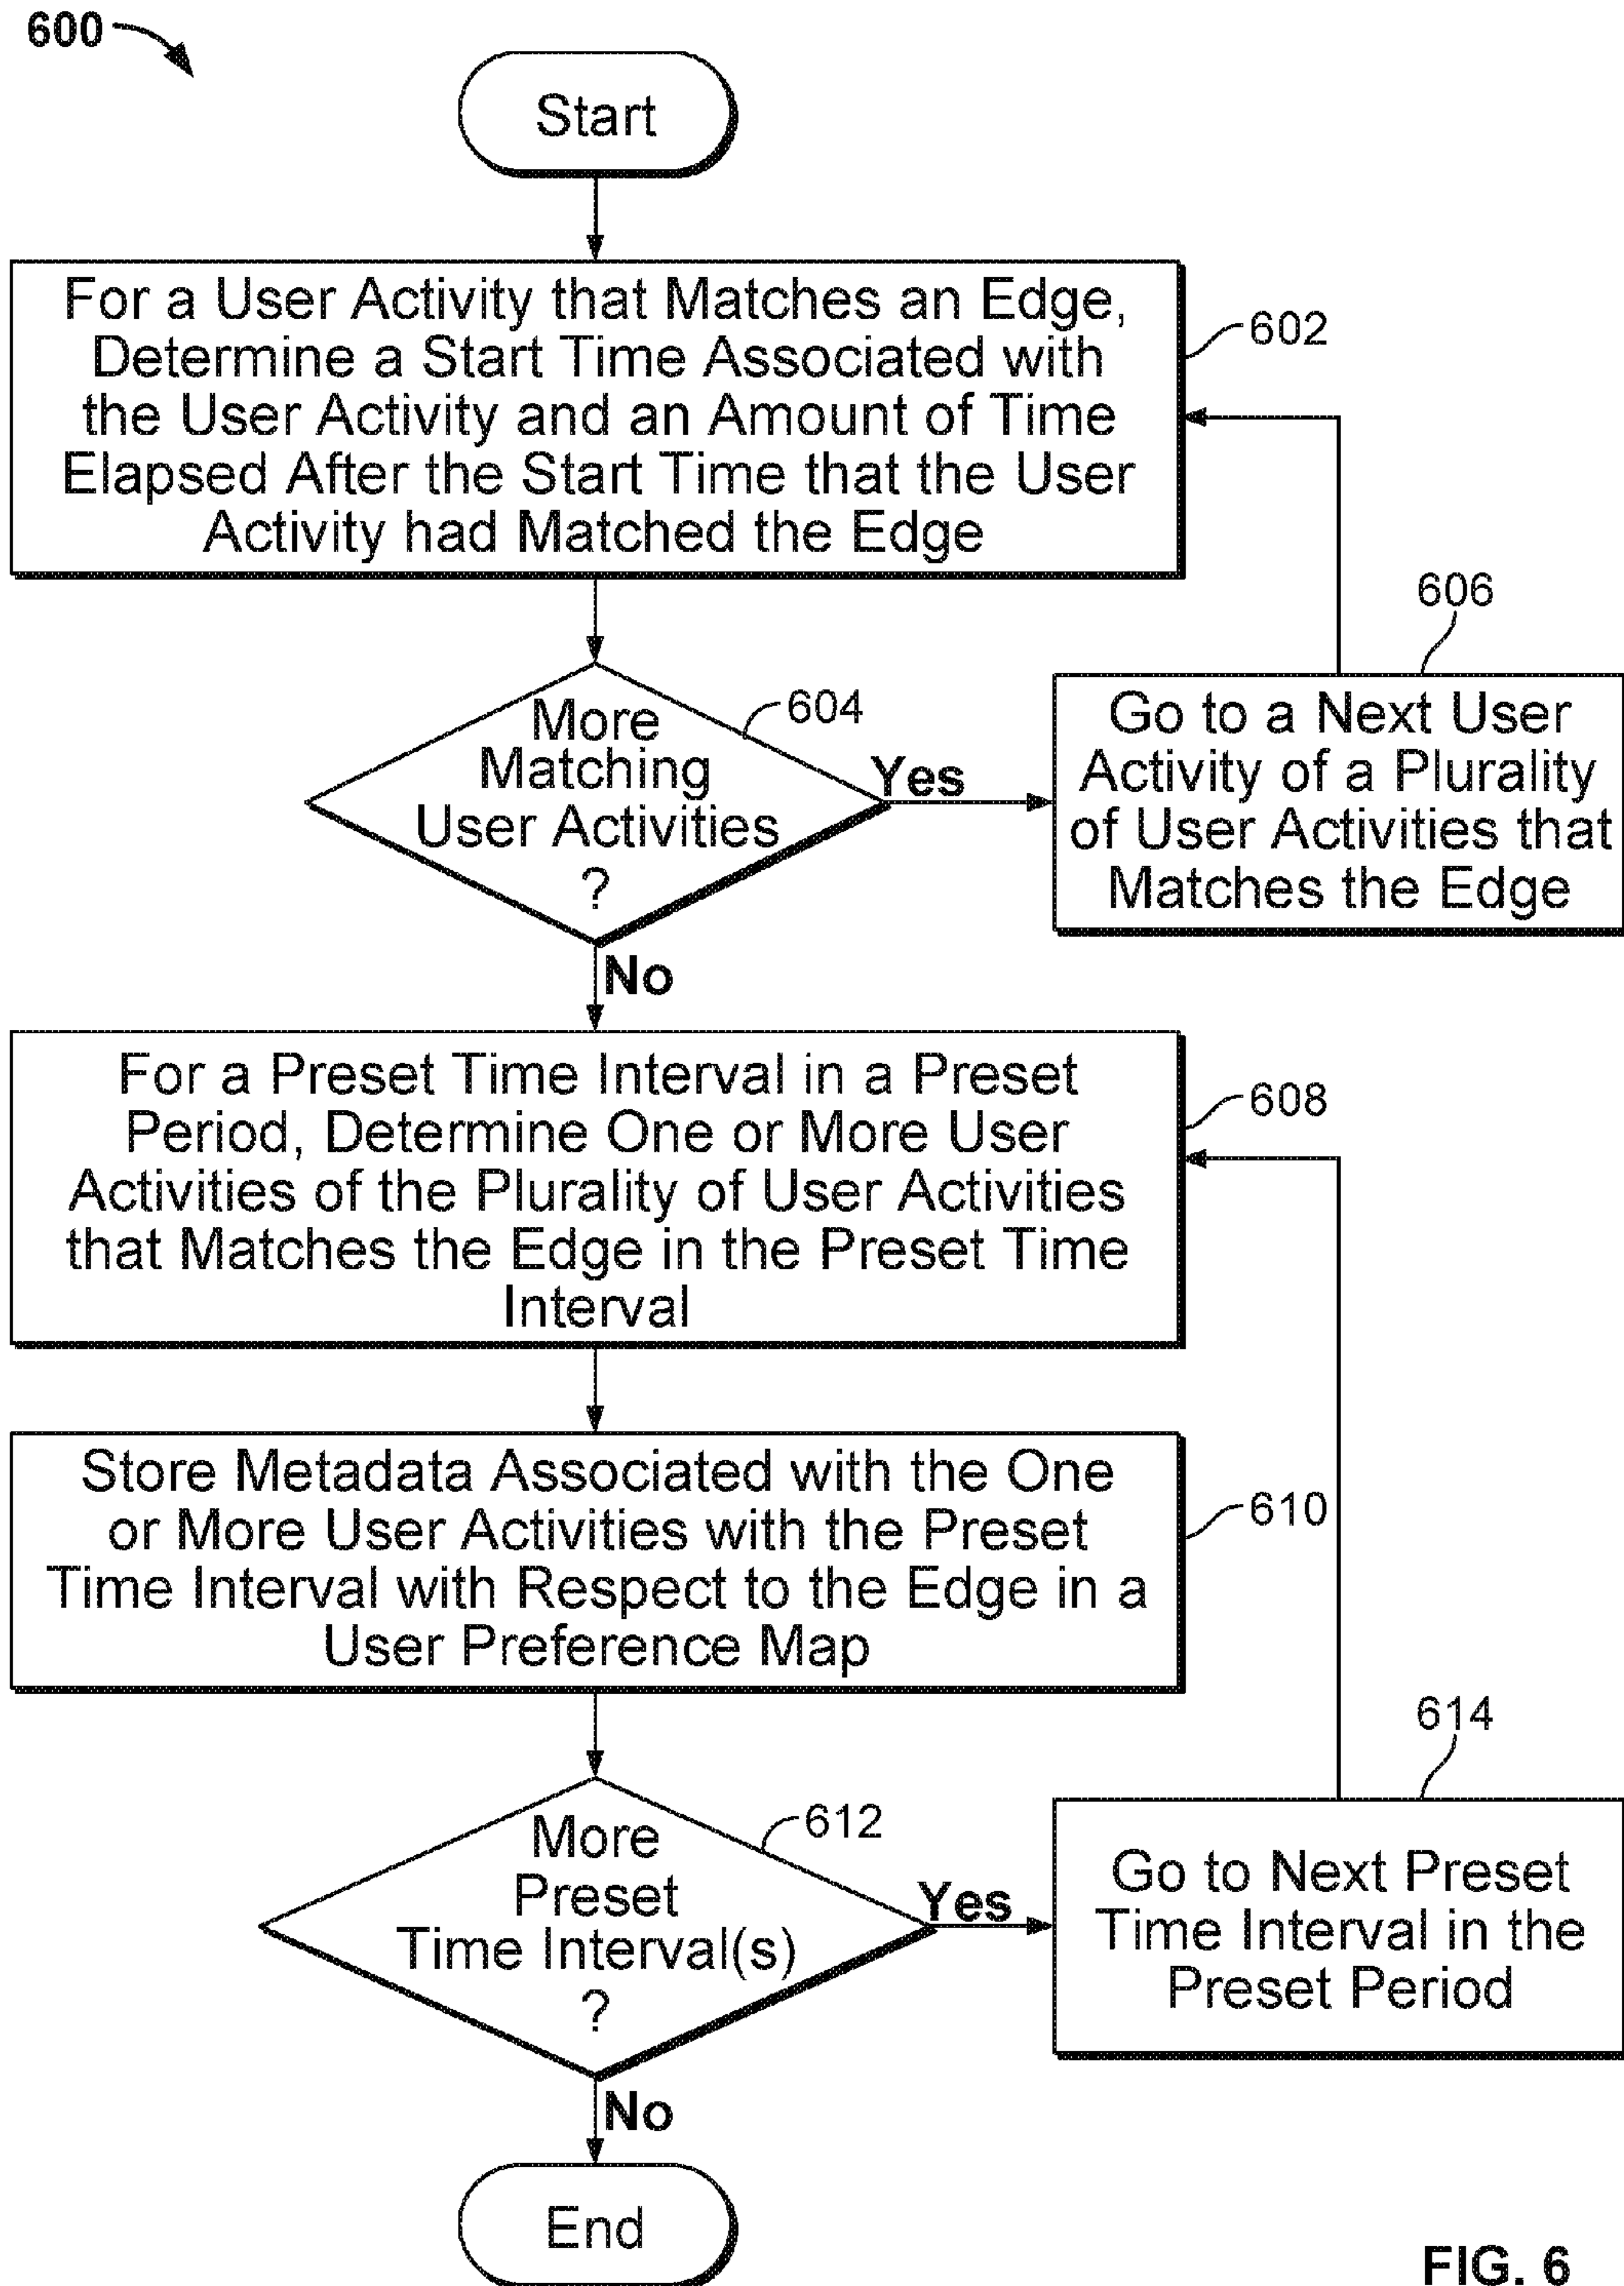 600
Start
For a User Activity that Matches an Edge,
Determine a Start Time Associated with
the User Activity and an Amount of Time
Elapsed After the Start Time that the User
Activity had Matched the Edge
602
More
Matching
User Activities
?
604
Yes
606
Go to a Next User
Activity of a Plurality
of User Activities that
Matches the Edge
No
For a Preset Time Interval in a Preset
Period, Determine One or More User
Activities of the Plurality of User Activities
that Matches the Edge in the Preset Time
Interval
608
Store Metadata Associated with the One
or More User Activities with the Preset
Time Interval with Respect to the Edge in a
User Preference Map
610
More
Preset
Time Interval(s)
?
612
Yes
614
Go to Next Preset
Time Interval in the
Preset Period
No
End
FIG. 6